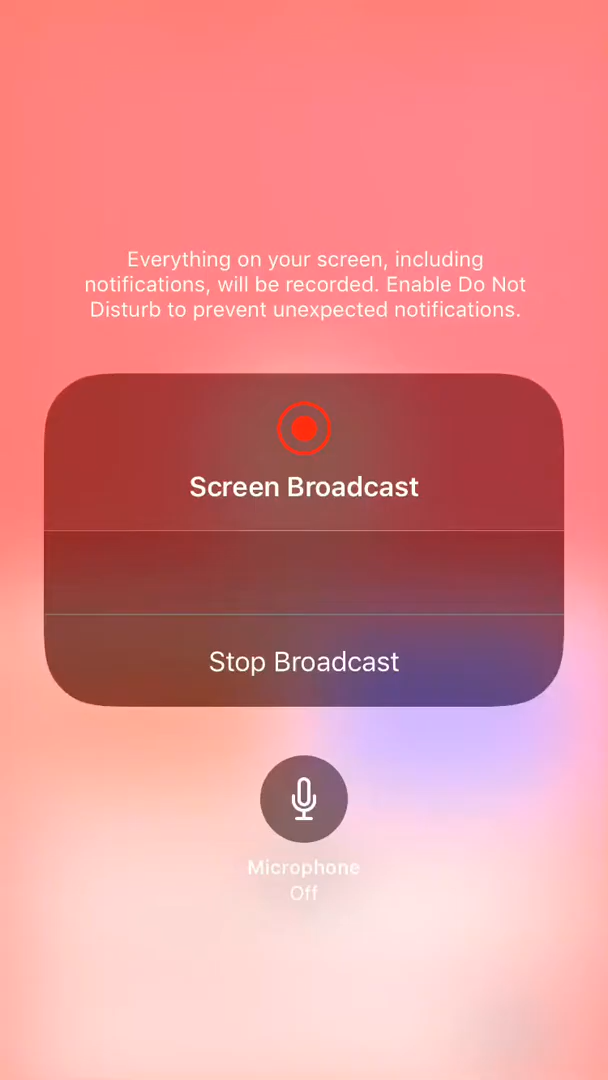 Everything on your screen, including
notifications, will be recorded. Enable Do Not
Disturb to prevent unexpected notifications.
Screen Broadcast
Stop Broadcast
Microphone
Off